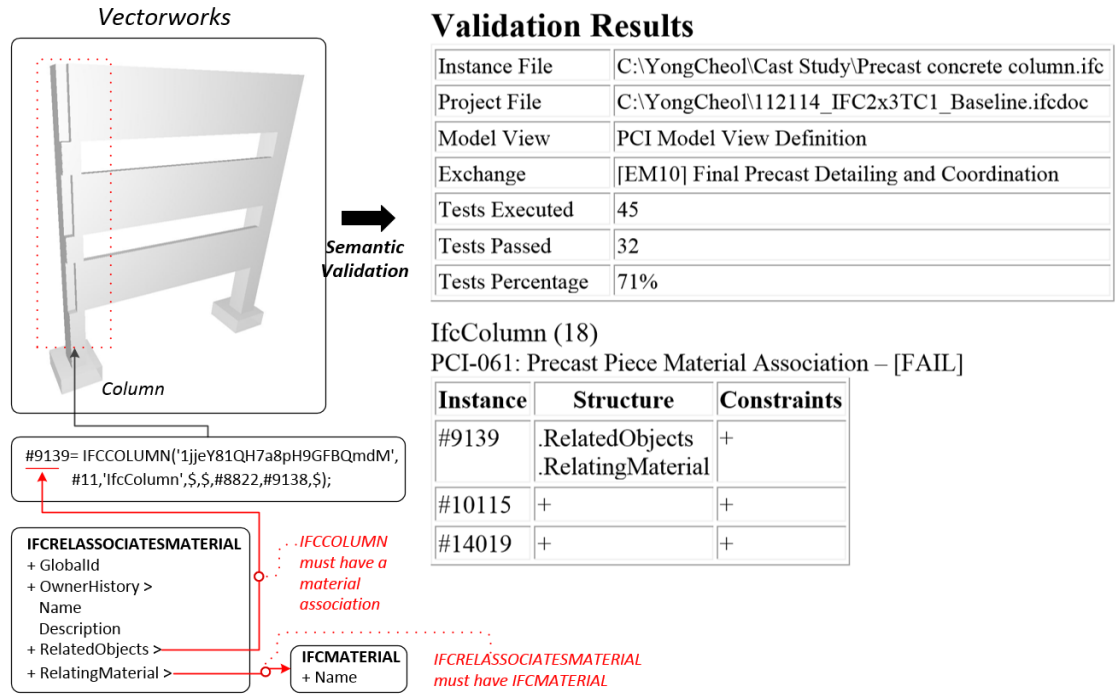 Vectorworks
Column
Semantic
Validation
#9139= IFCCOLUMN('1jjeY81QH7a8pH9GFBQmdM',
#11,'IfcColumn',$,$,#8822,#9138,$);
IFCRELASSOCIATESMATERIAL
+ GlobalId
+ OwnerHistory >
Name
Description
+ RelatedObjects >
+ RelatingMaterial >
IFCCOLUMN
must have a
material
association
IFCMATERIAL
+ Name
IFCRELASSOCIATESMATERIAL
must have IFCMATERIAL
Validation Results
Instance File C:\YongCheol\Cast Study\Precast concrete column.ifc
Project File C:\YongCheol\112114_IFC2x3TC1_Baseline.ifcdoc
Model View PCI Model View Definition
Exchange [EM10] Final Precast Detailing and Coordination
Tests Executed 45
Tests Passed 32
Tests Percentage 71%
IfcColumn (18)
PCI-061: Precast Piece Material Association – [FAIL]
Instance Structure Constraints
#9139 .RelatedObjects +
.RelatingMaterial
#10115 + +
#14019 + +